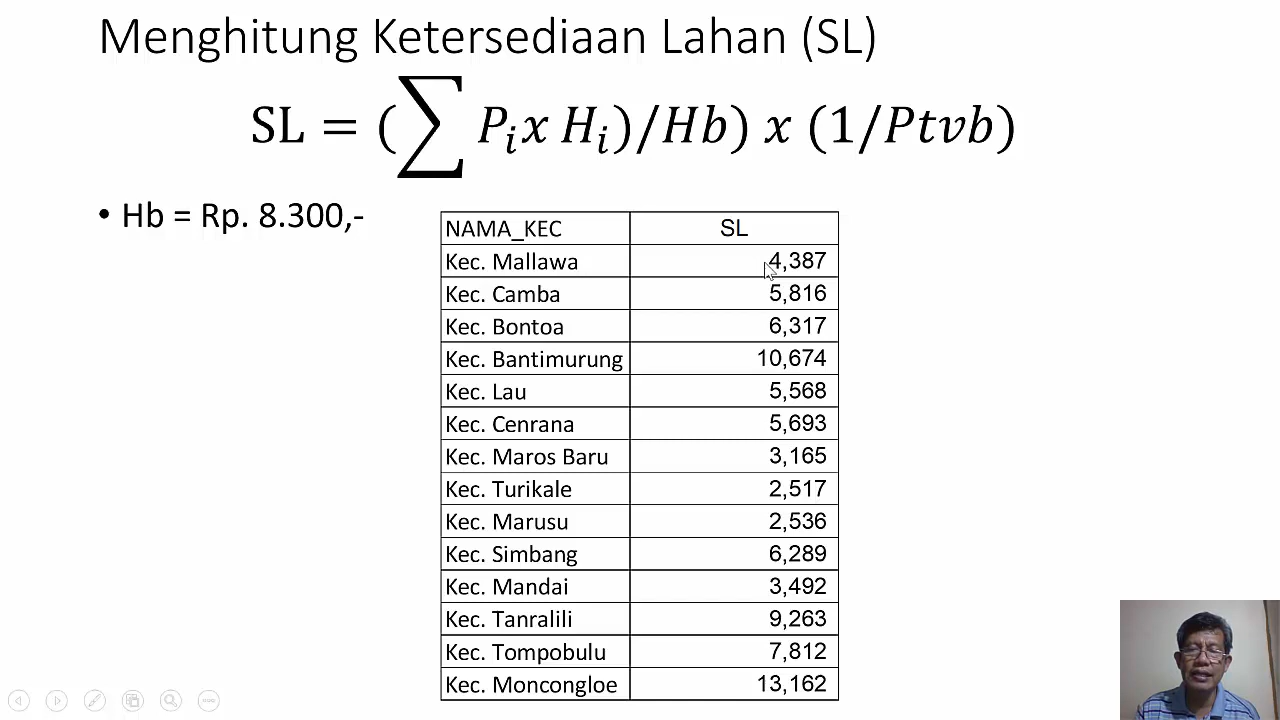 Menghitung Ketersediaan Lahan (SL)
SL = (∑ Pᵢx Hᵢ)/Hb) x (1/Ptvb)
• Hb = Rp. 8.300,-
NAMA_KEC SL
Kec. Mallawa 4,387
Kec. Camba 5,816
Kec. Bontoa 6,317
Kec. Bantimurung 10,674
Kec. Lau 5,568
Kec. Cenrana 5,693
Kec. Maros Baru 3,165
Kec. Turikale 2,517
Kec. Marusu 2,536
Kec. Simbang 6,289
Kec. Mandai 3,492
Kec. Tanralili 9,263
Kec. Tompobulu 7,812
Kec. Moncongloe 13,162